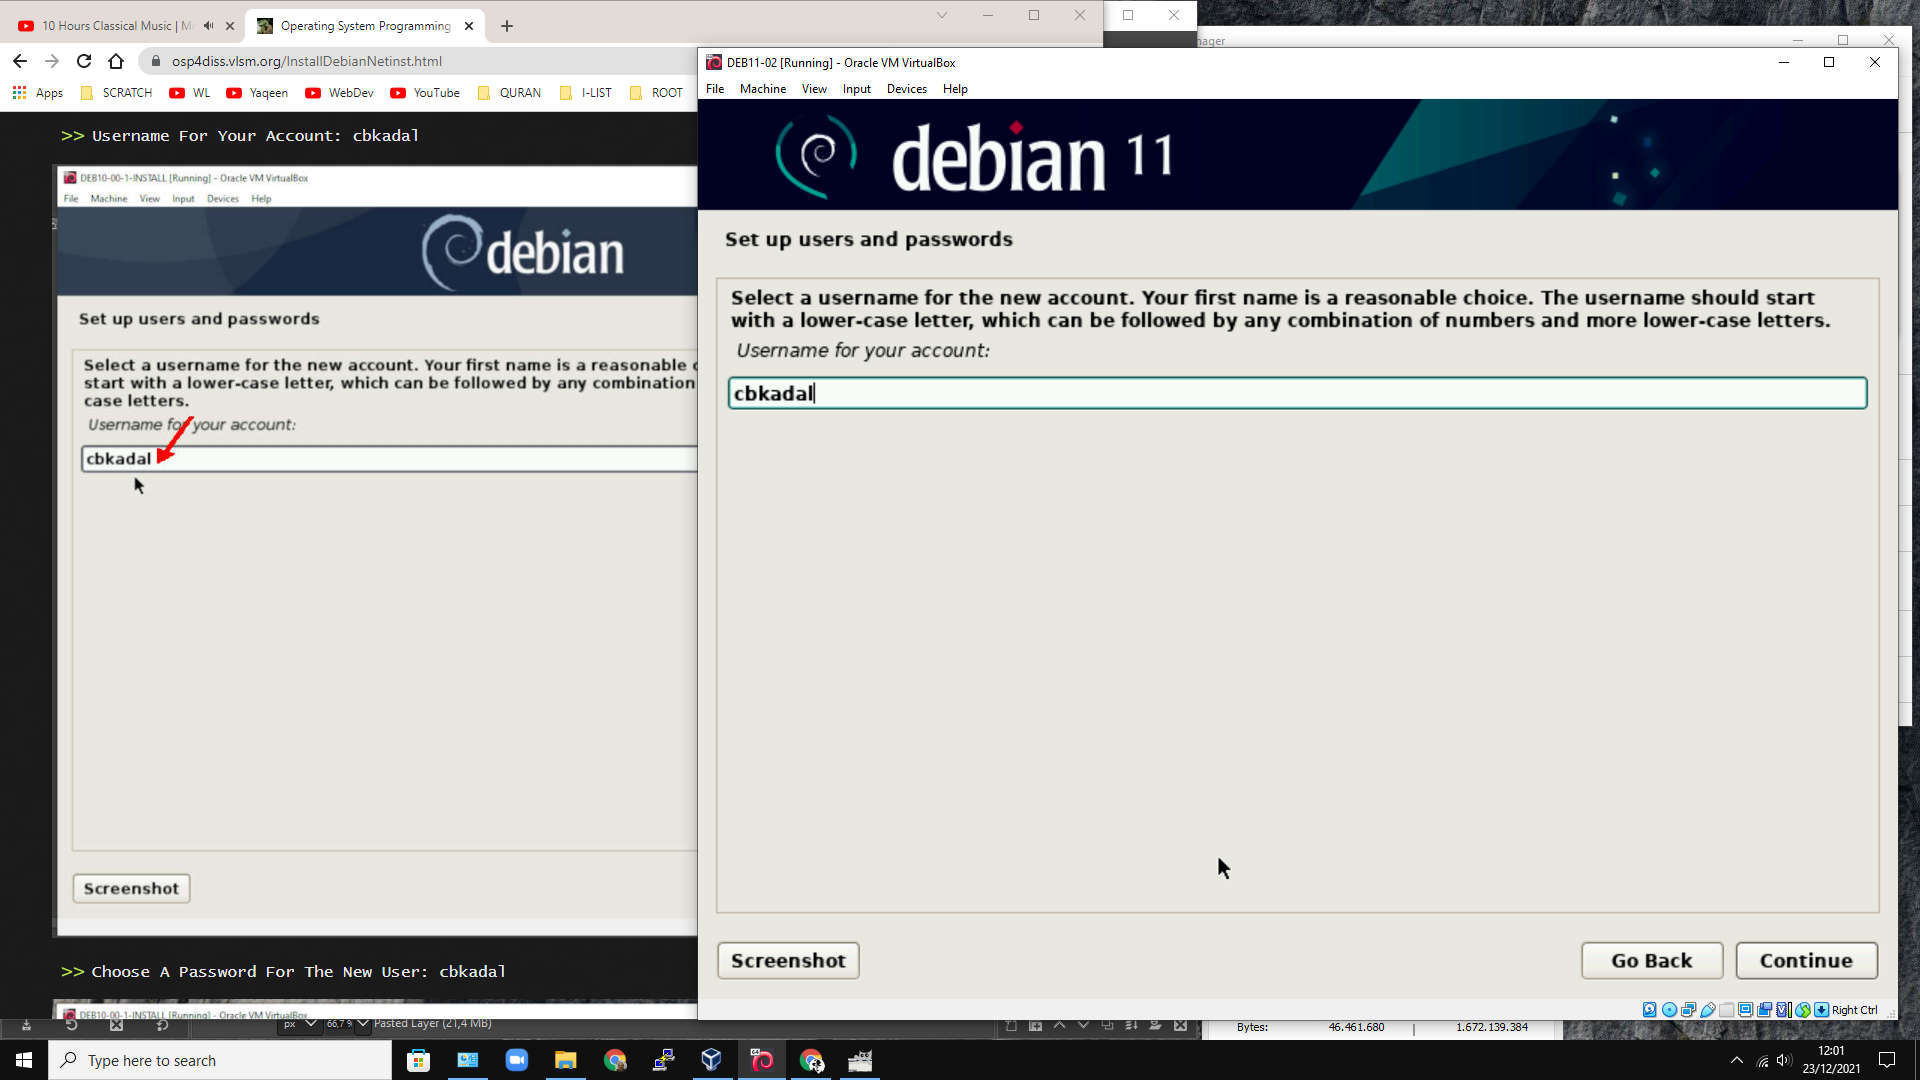 10 Hours Classical Music | M
Operating System Programming
osp4diss.vlsm.org/InstallDebianNetinst.html
Apps
SCRATCH
WL
Yaqeen
WebDev
YouTube
QURAN
I-LIST
ROOT
>> Username For Your Account: cbkadal
DEB10-00-1-INSTALL [Running] - Oracle VM VirtualBox
File Machine View Input Devices Help
debian
Set up users and passwords
Select a username for the new account. Your first name is a reasonable
start with a lower-case letter, which can be followed by any combination
case letters.
Username for your account:
cbkadal
Screenshot
>> Choose A Password For The New User: cbkadal
DEB10-00-1-INSTALL [Running] - Oracle VM VirtualBox
px
66,7
Pasted Layer (21,4 MB)
nager
DEB11-02 [Running] - Oracle VM VirtualBox
File Machine View Input Devices Help
debian 11
Set up users and passwords
Select a username for the new account. Your first name is a reasonable choice. The username should start
with a lower-case letter, which can be followed by any combination of numbers and more lower-case letters.
Username for your account:
cbkadal
Screenshot
Go Back
Continue
Right Ctrl
Bytes: 46.461.680 | 1.672.139.384
Type here to search
12:01
23/12/2021